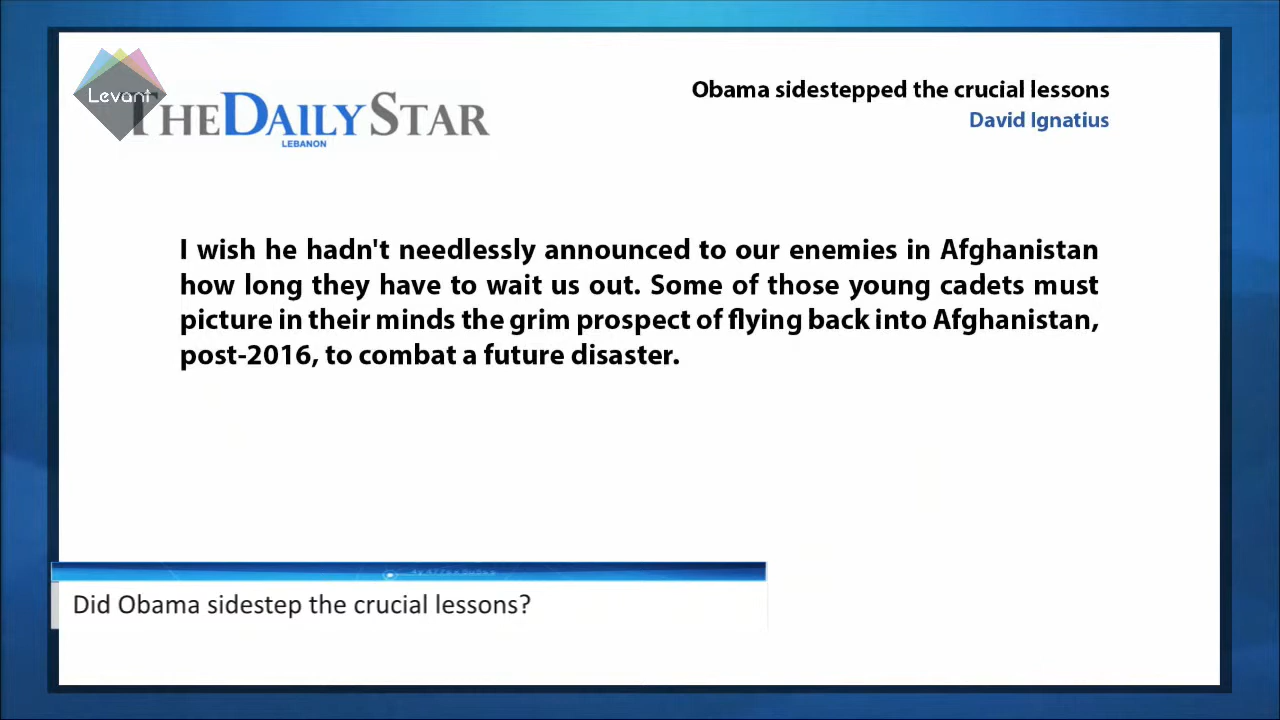 Levant
THE DAILY STAR
LEBANON
Obama sidestepped the crucial lessons
David Ignatius
I wish he hadn't needlessly announced to our enemies in Afghanistan
how long they have to wait us out. Some of those young cadets must
picture in their minds the grim prospect of flying back into Afghanistan,
post-2016, to combat a future disaster.
Did Obama sidestep the crucial lessons?